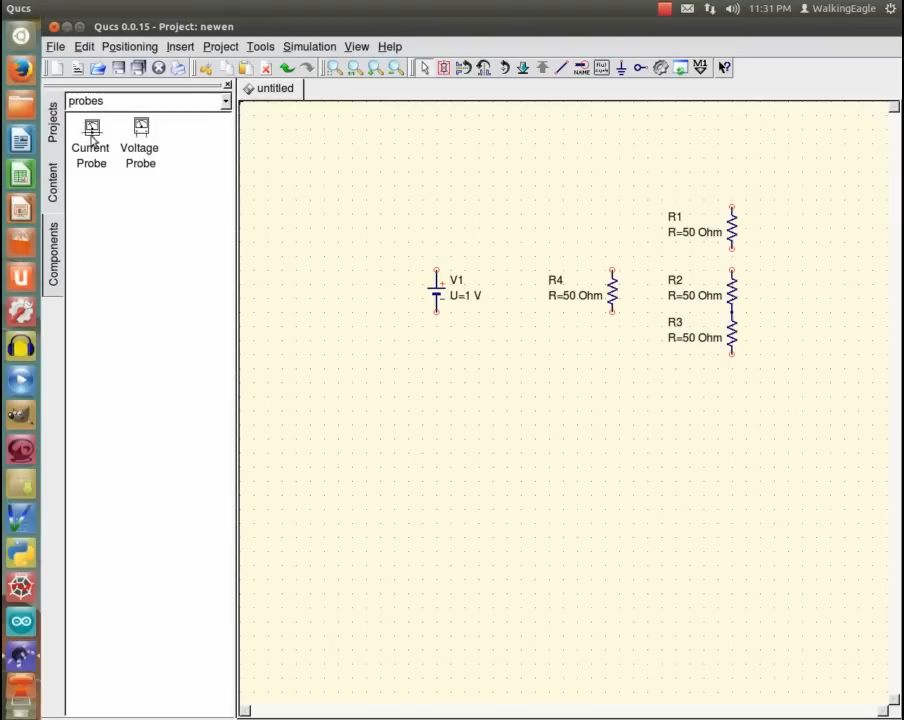 Qucs
11:31 PM
WalkingEagle
Qucs 0.0.15 - Project: newen
File Edit Positioning Insert Project Tools Simulation View Help
NAME
M1
Projects
Content
Components
probes
Current Probe
Voltage Probe
untitled
R1
R=50 Ohm
V1
U=1 V
R4
R=50 Ohm
R2
R=50 Ohm
R3
R=50 Ohm